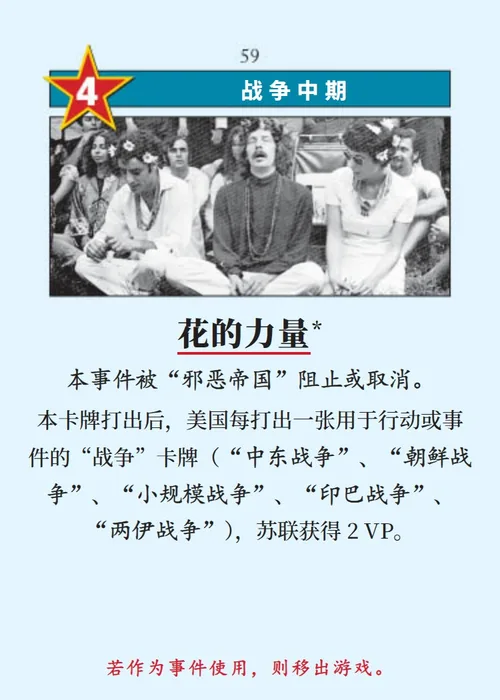 59
4
战争中期
花的力量*
本事件被“邪恶帝国”阻止或取消。
本卡牌打出后，美国每打出一张用于行动或事
件的“战争”卡牌（“中东战争”、“朝鲜战
争”、“小规模战争”、“印巴战争”、
“两伊战争”），苏联获得 2 VP。
若作为事件使用，则移出游戏。